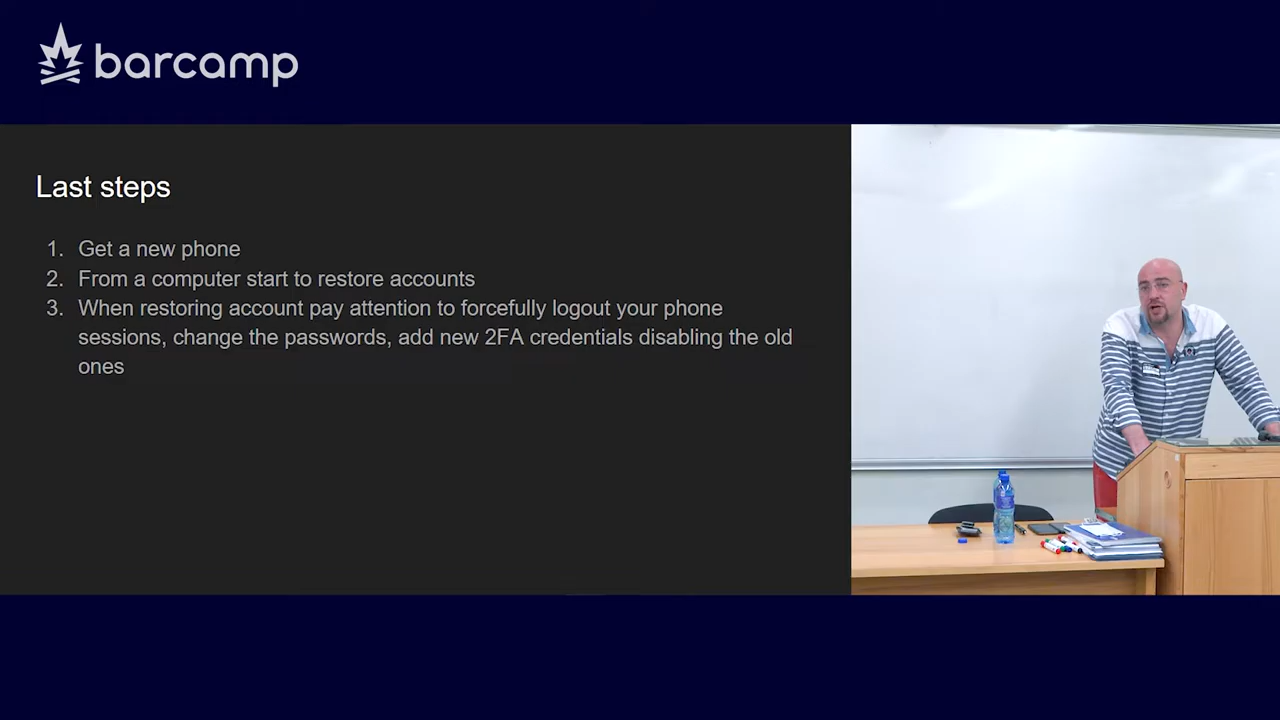 barcamp
Last steps
1. Get a new phone
2. From a computer start to restore accounts
3. When restoring account pay attention to forcefully logout your phone
sessions, change the passwords, add new 2FA credentials disabling the old
ones